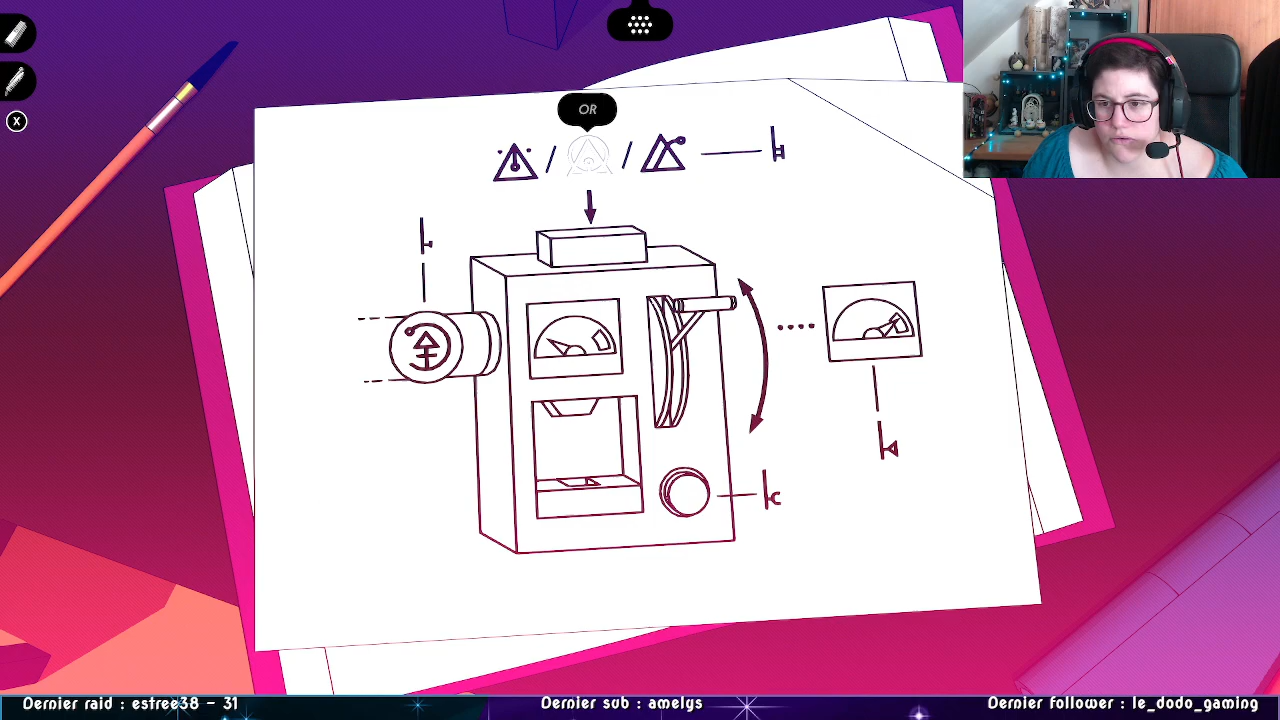 OR
X
Dernier raid : estree38 - 31
Dernier sub : amelys
Dernier follower : le_dodo_gaming